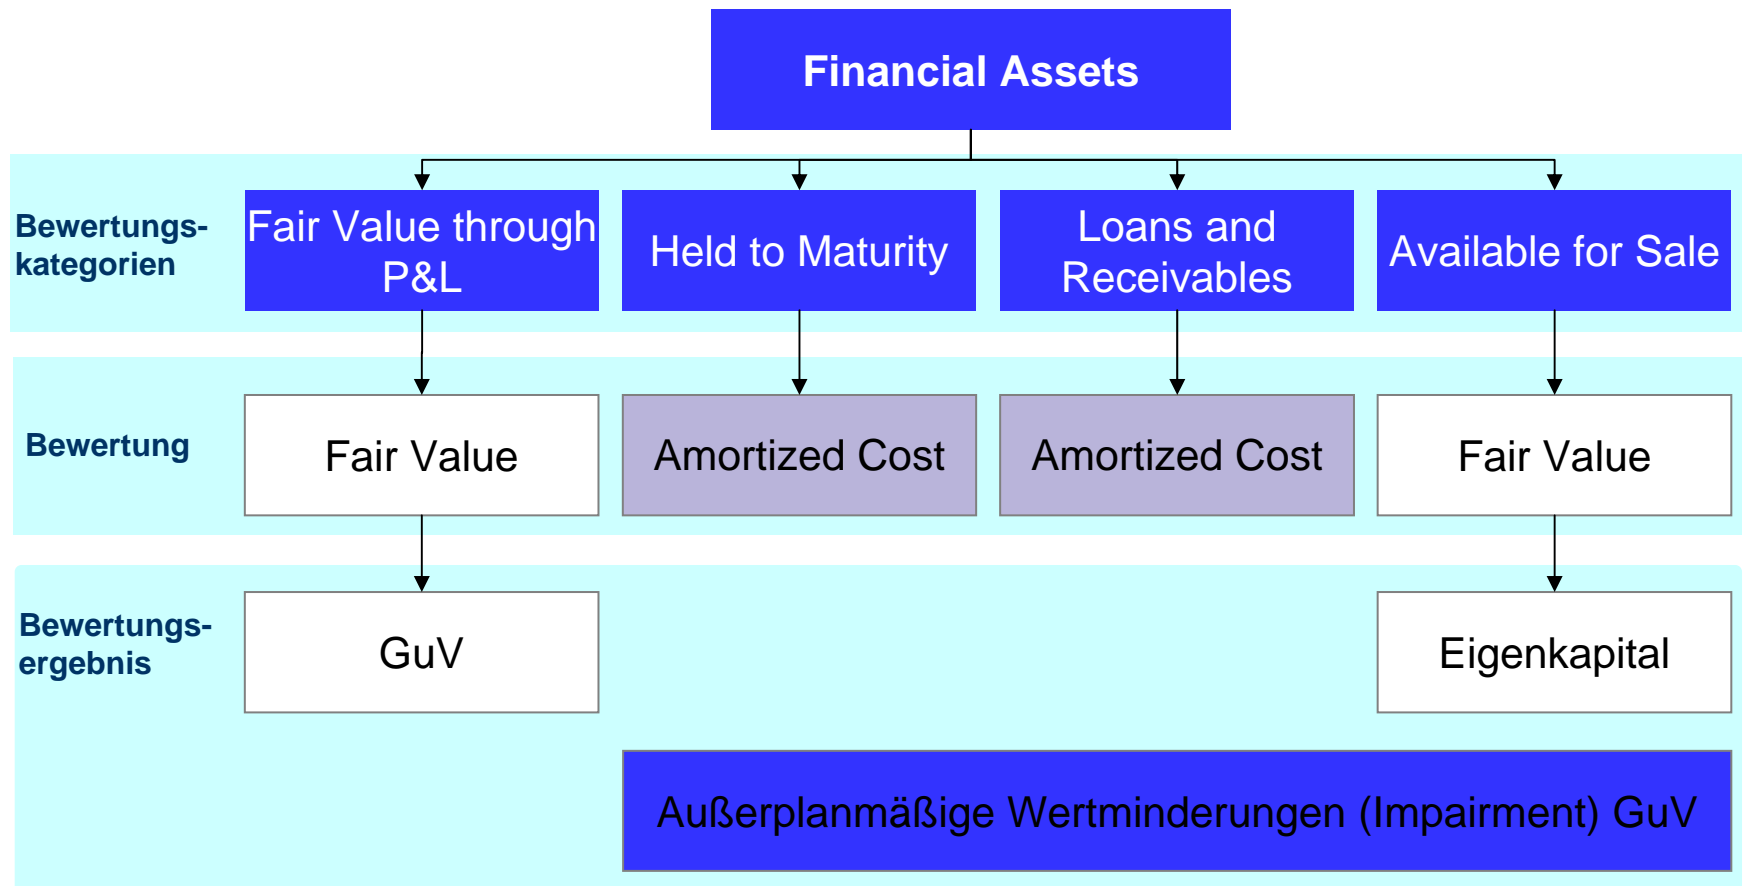 Financial Assets
Bewertungs-
kategorien
Fair Value through
P&L
Held to Maturity
Loans and
Receivables
Available for Sale
Bewertung
Fair Value
Amortized Cost
Amortized Cost
Fair Value
Bewertungs-
ergebnis
GuV
Eigenkapital
Außerplanmäßige Wertminderungen (Impairment) GuV